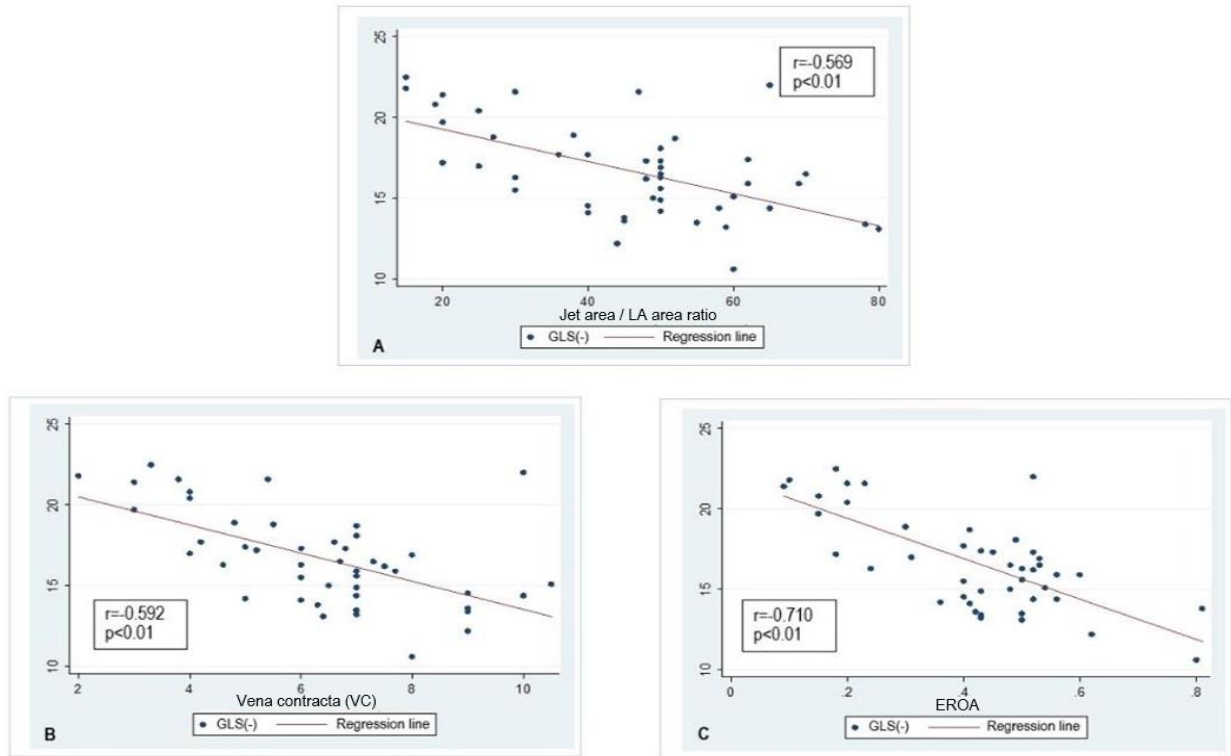 25
20
15
10
r=-0.569
p<0.01
20 40 60 80
Jet area / LA area ratio
GLS(-) Regression line
A
25
20
15
10
r=-0.592
p<0.01
2 4 6 8 10
Vena contracta (VC)
GLS(-) Regression line
B
25
20
15
10
r=-0.710
p<0.01
0 .2 .4 .6 .8
EROA
GLS(-) Regression line
C